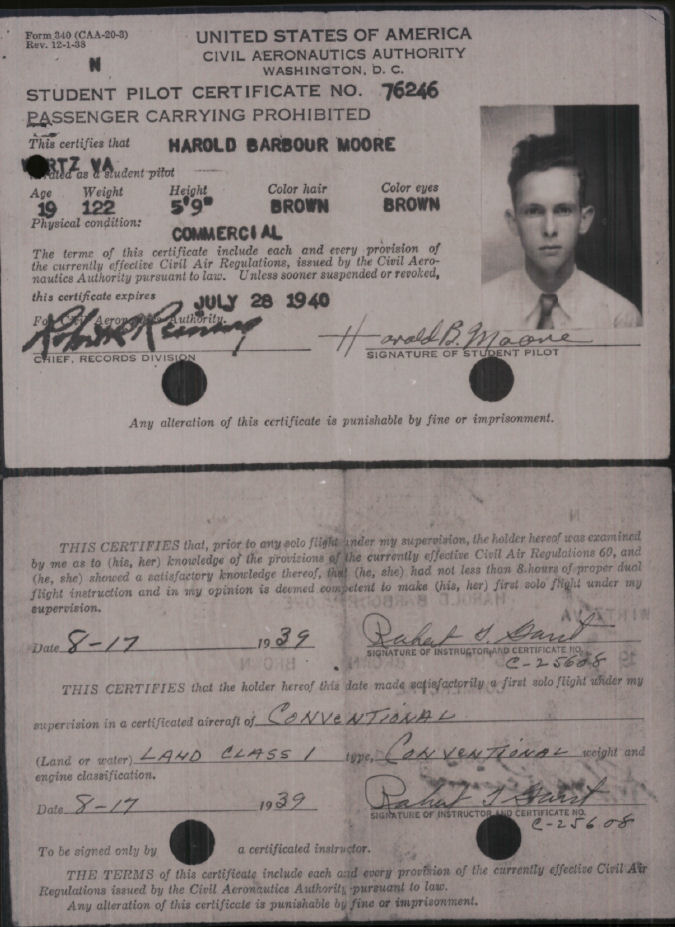 Form 340 (CAA-20-3)
Rev. 12-1-38
N
UNITED STATES OF AMERICA
CIVIL AERONAUTICS AUTHORITY
WASHINGTON, D. C.
STUDENT PILOT CERTIFICATE NO. 76246
PASSENGER CARRYING PROHIBITED
This certifies that HAROLD BARBOUR MOORE
WIRTZ VA
is rated as a student pilot
Age Weight Height Color hair Color eyes
19 122 5'9" BROWN BROWN
Physical condition:
COMMERCIAL
The terms of this certificate include each and every provision of
the currently effective Civil Air Regulations, issued by the Civil Aero-
nautics Authority pursuant to law. Unless sooner suspended or revoked,
this certificate expires JULY 28 1940
For Civil Aeronautics Authority.
Harold B. Moore
CHIEF, RECORDS DIVISION
SIGNATURE OF STUDENT PILOT
Any alteration of this certificate is punishable by fine or imprisonment.
THIS CERTIFIES that, prior to any solo flight under my supervision, the holder hereof was examined
by me as to (his, her) knowledge of the provisions of the currently effective Civil Air Regulations 60, and
(he, she) showed a satisfactory knowledge thereof, that (he, she) had not less than 8 hours of proper dual
flight instruction and in my opinion is deemed competent to make (his, her) first solo flight under my
supervision.
Date 8-17 1939 Robert
SIGNATURE OF INSTRUCTOR AND CERTIFICATE NO.
C-25608
THIS CERTIFIES that the holder hereof this date made satisfactorily a first solo flight under my
supervision in a certificated aircraft of CONVENTIONAL
(Land or water) LAND CLASS 1 type, CONVENTIONAL weight and
engine classification.
Date 8-17 1939 Robert
SIGNATURE OF INSTRUCTOR AND CERTIFICATE NO.
C-25608
To be signed only by a certificated instructor.
THE TERMS of this certificate include each and every provision of the currently effective Civil Air
Regulations issued by the Civil Aeronautics Authority pursuant to law.
Any alteration of this certificate is punishable by fine or imprisonment.